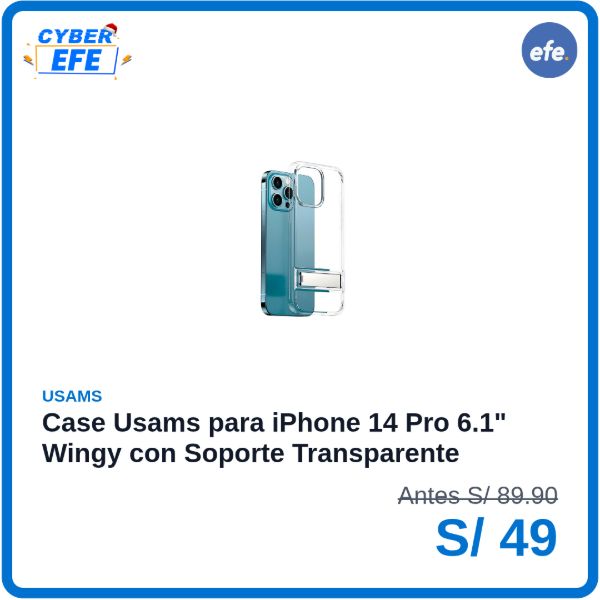 CYBER
EFE
efe.
USAMS
Case Usams para iPhone 14 Pro 6.1"
Wingy con Soporte Transparente
Antes S/ 89.90
S/ 49